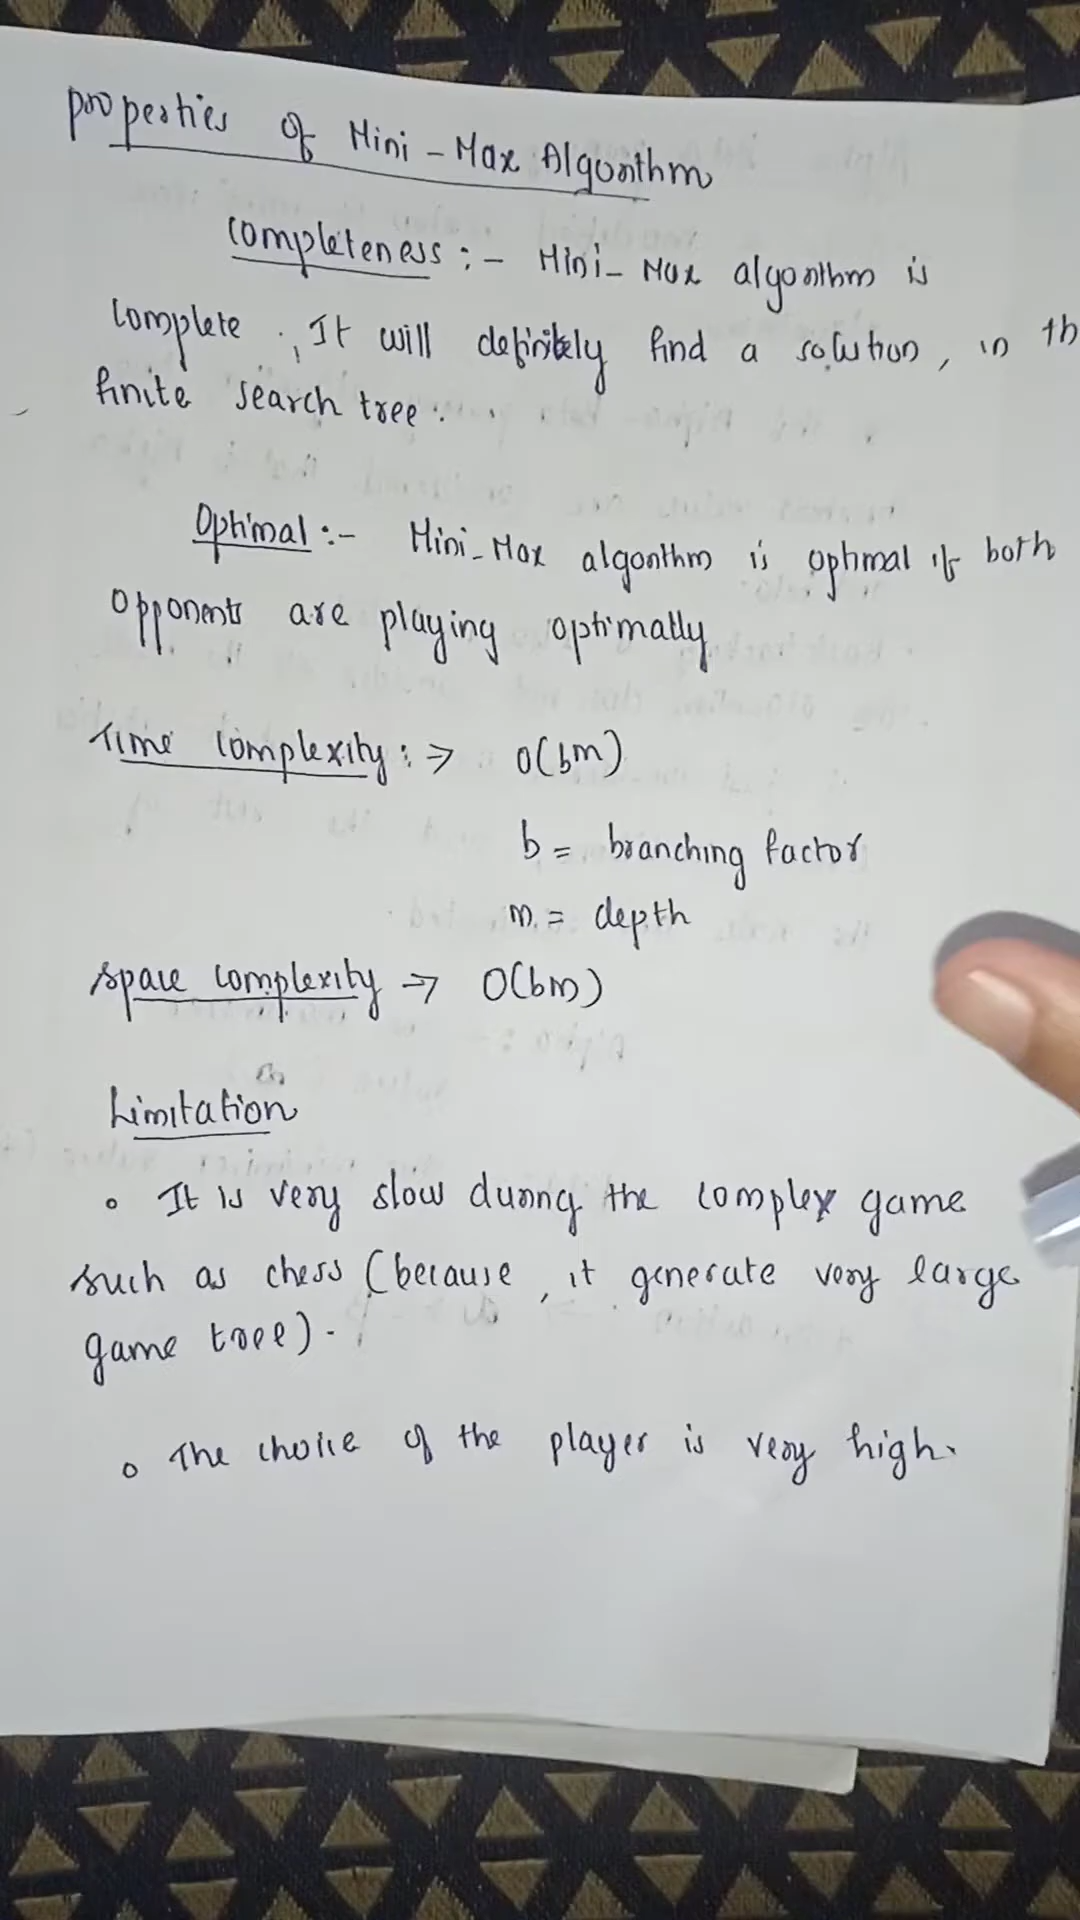 properties of Mini-Max Algorithm
Completeness :- Mini-Max algorithm is
complete, It will definitely find a solution, in th
finite search tree.
Optimal :- Mini-Max algorithm is optimal if both
opponents are playing optimally
Time complexity : → O(bm)
b = branching factor
m = depth
space complexity → O(bm)
Limitation
• It is very slow during the complex game
such as chess (because, it generate very large
game tree).
• The choice of the player is very high.